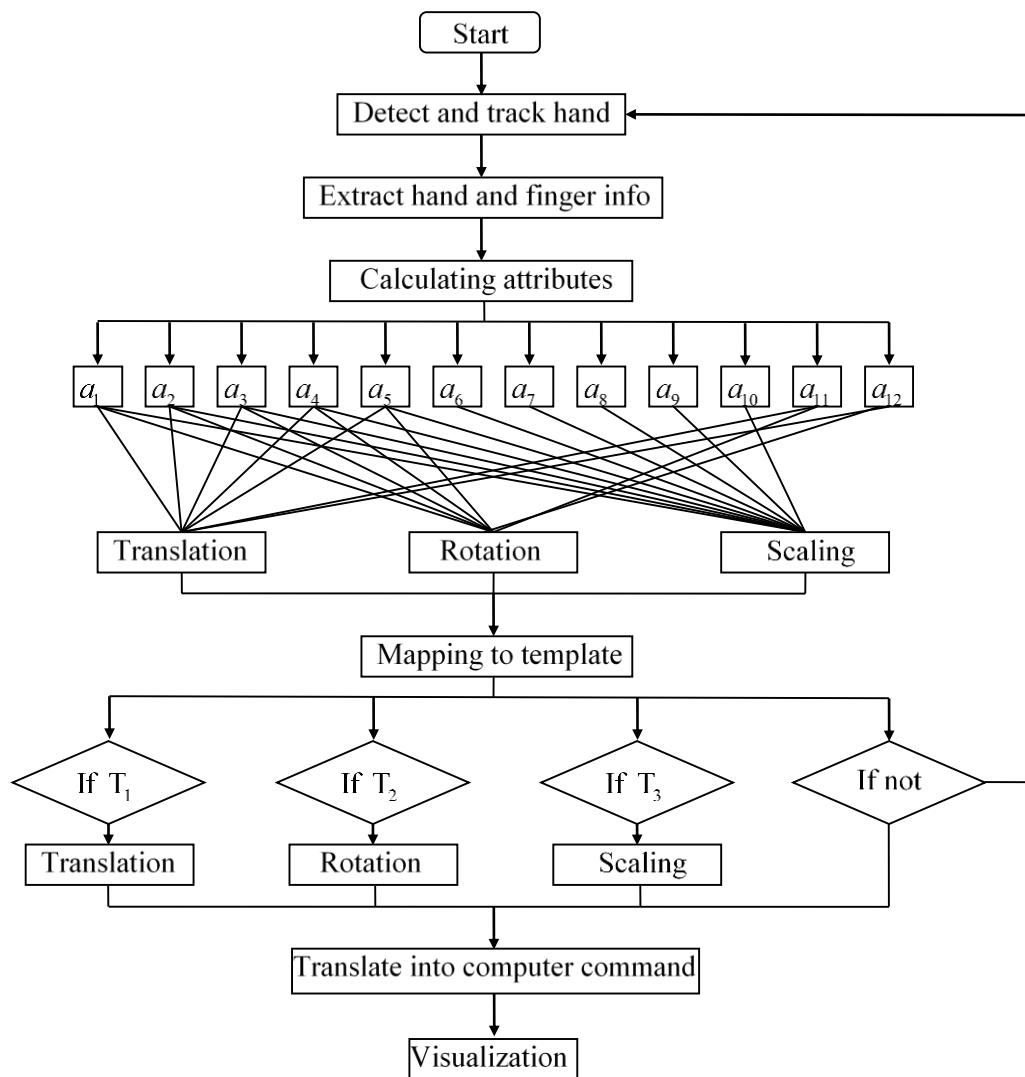 Start
Detect and track hand
Extract hand and finger info
Calculating attributes
a₁ a₂ a₃ a₄ a₅ a₆ a₇ a₈ a₉ a₁₀ a₁₁ a₁₂
Translation Rotation Scaling
Mapping to template
If T₁ If T₂ If T₃ If not
Translation Rotation Scaling
Translate into computer command
Visualization